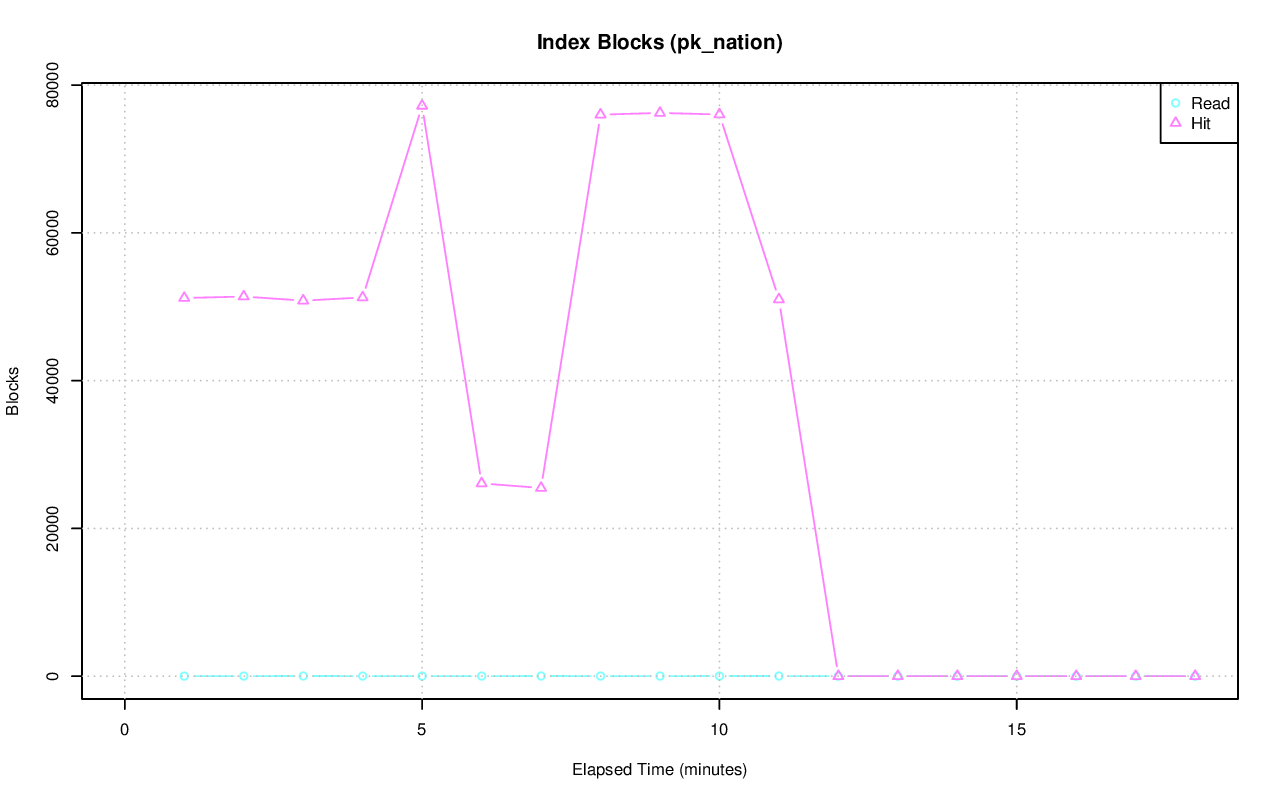 Index Blocks (pk_nation)
Read
Hit
80000
60000
40000
20000
0
Blocks
0 5 10 15
Elapsed Time (minutes)